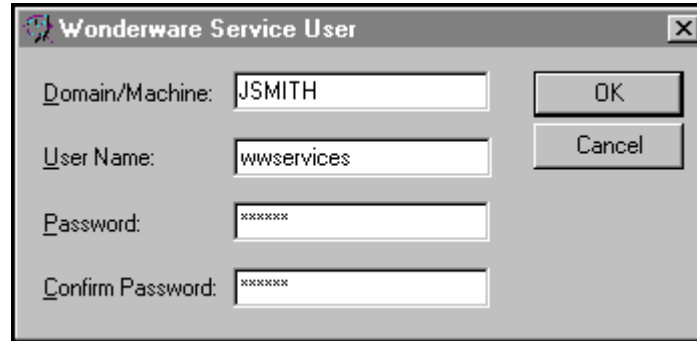 Wonderware Service User
Domain/Machine: JSMITH OK
User Name: wwservices Cancel
Password: ******
Confirm Password: ******